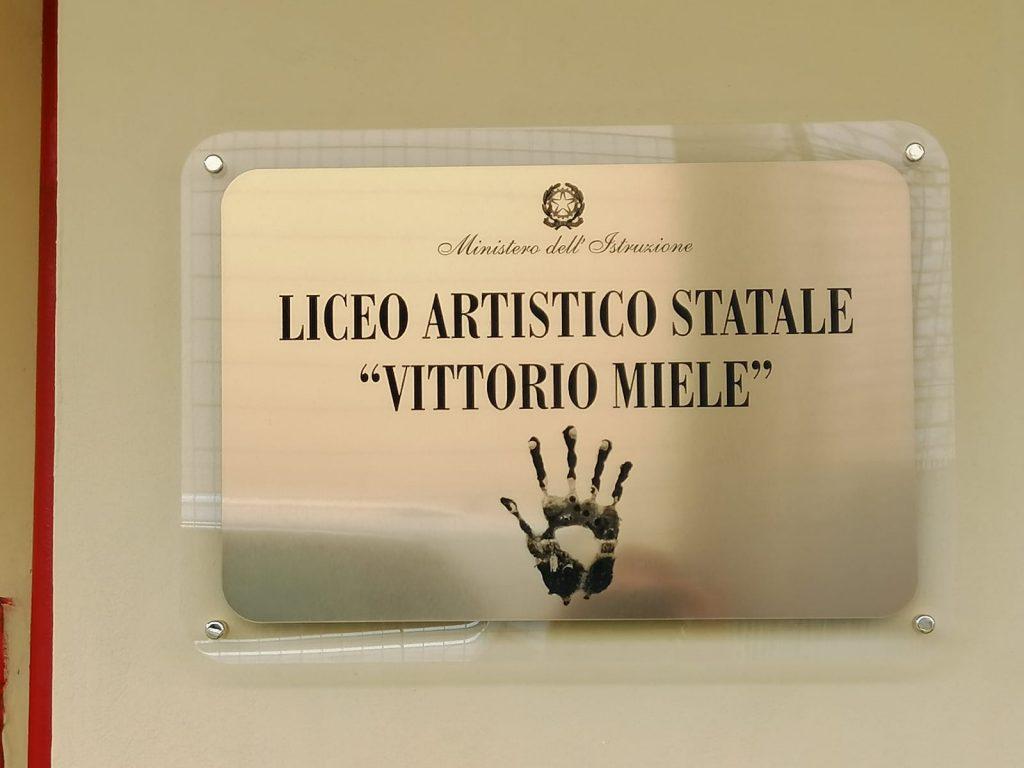 Ministero dell' Istruzione
LICEO ARTISTICO STATALE
“VITTORIO MIELE”